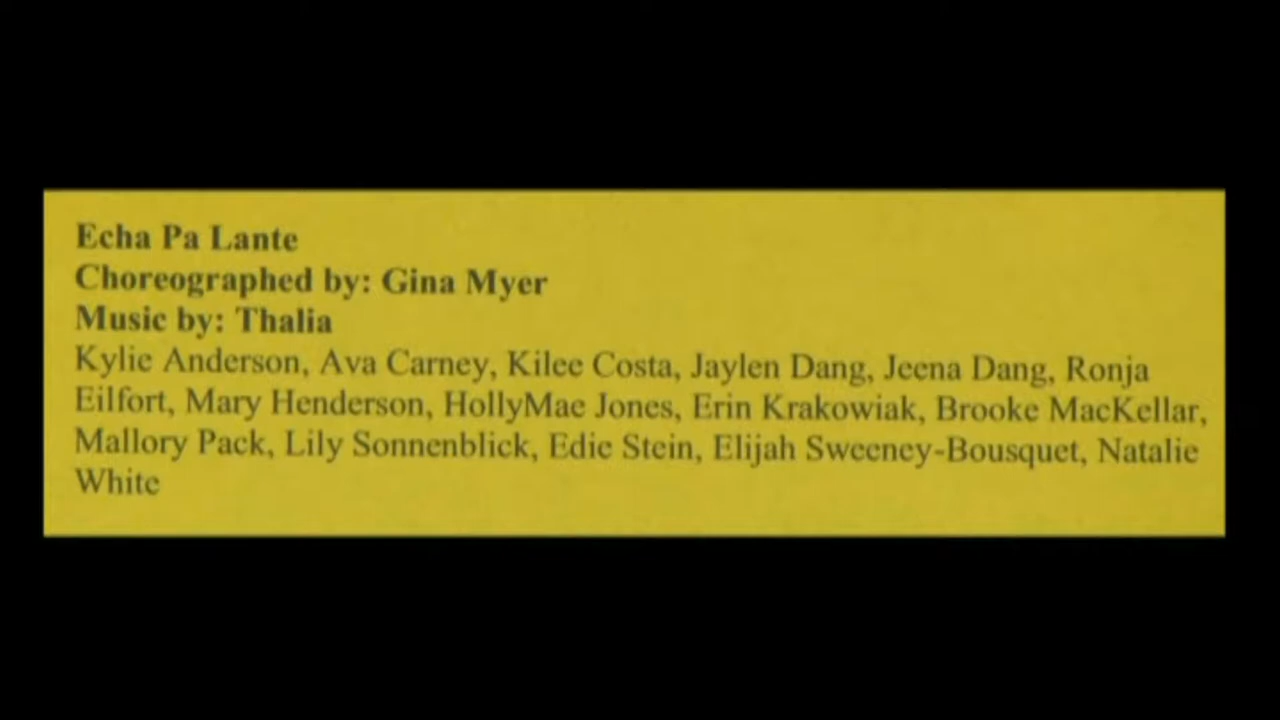 Echa Pa Lante
Choreographed by: Gina Myer
Music by: Thalia
Kylie Anderson, Ava Carney, Kilee Costa, Jaylen Dang, Jeena Dang, Ronja
Eilfort, Mary Henderson, HollyMae Jones, Erin Krakowiak, Brooke MacKellar,
Mallory Pack, Lily Sonnenblick, Edie Stein, Elijah Sweeney-Bousquet, Natalie
White